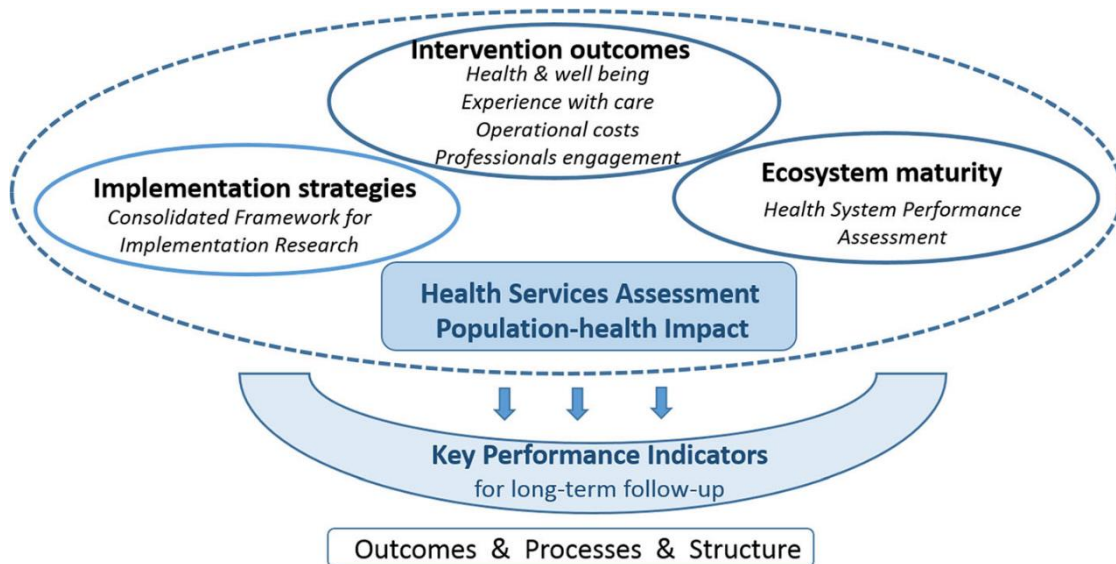 Intervention outcomes
Health & well being
Experience with care
Operational costs
Professionals engagement
Implementation strategies
Consolidated Framework for
Implementation Research
Ecosystem maturity
Health System Performance
Assessment
Health Services Assessment
Population-health Impact
Key Performance Indicators
for long-term follow-up
Outcomes & Processes & Structure